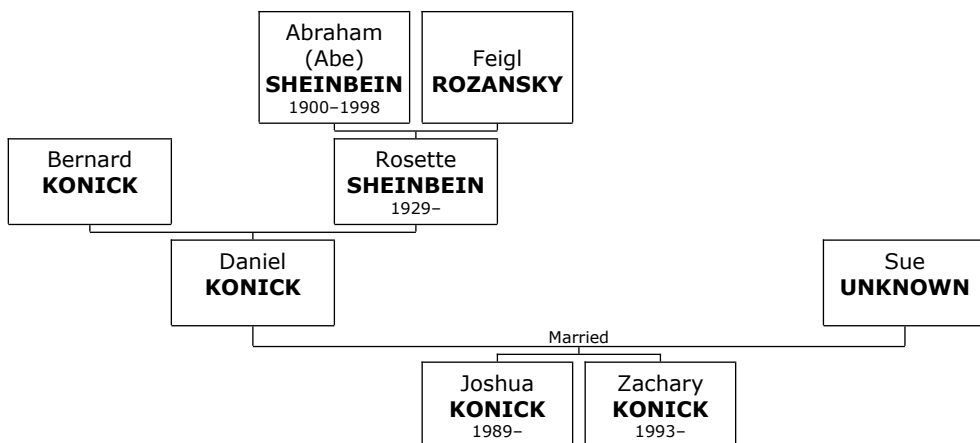 Abraham
(Abe)
SHEINBEIN
1900–1998
Feigl
ROZANSKY
Bernard
KONICK
Rosette
SHEINBEIN
1929–
Daniel
KONICK
Sue
UNKNOWN
Married
Joshua
KONICK
1989–
Zachary
KONICK
1993–